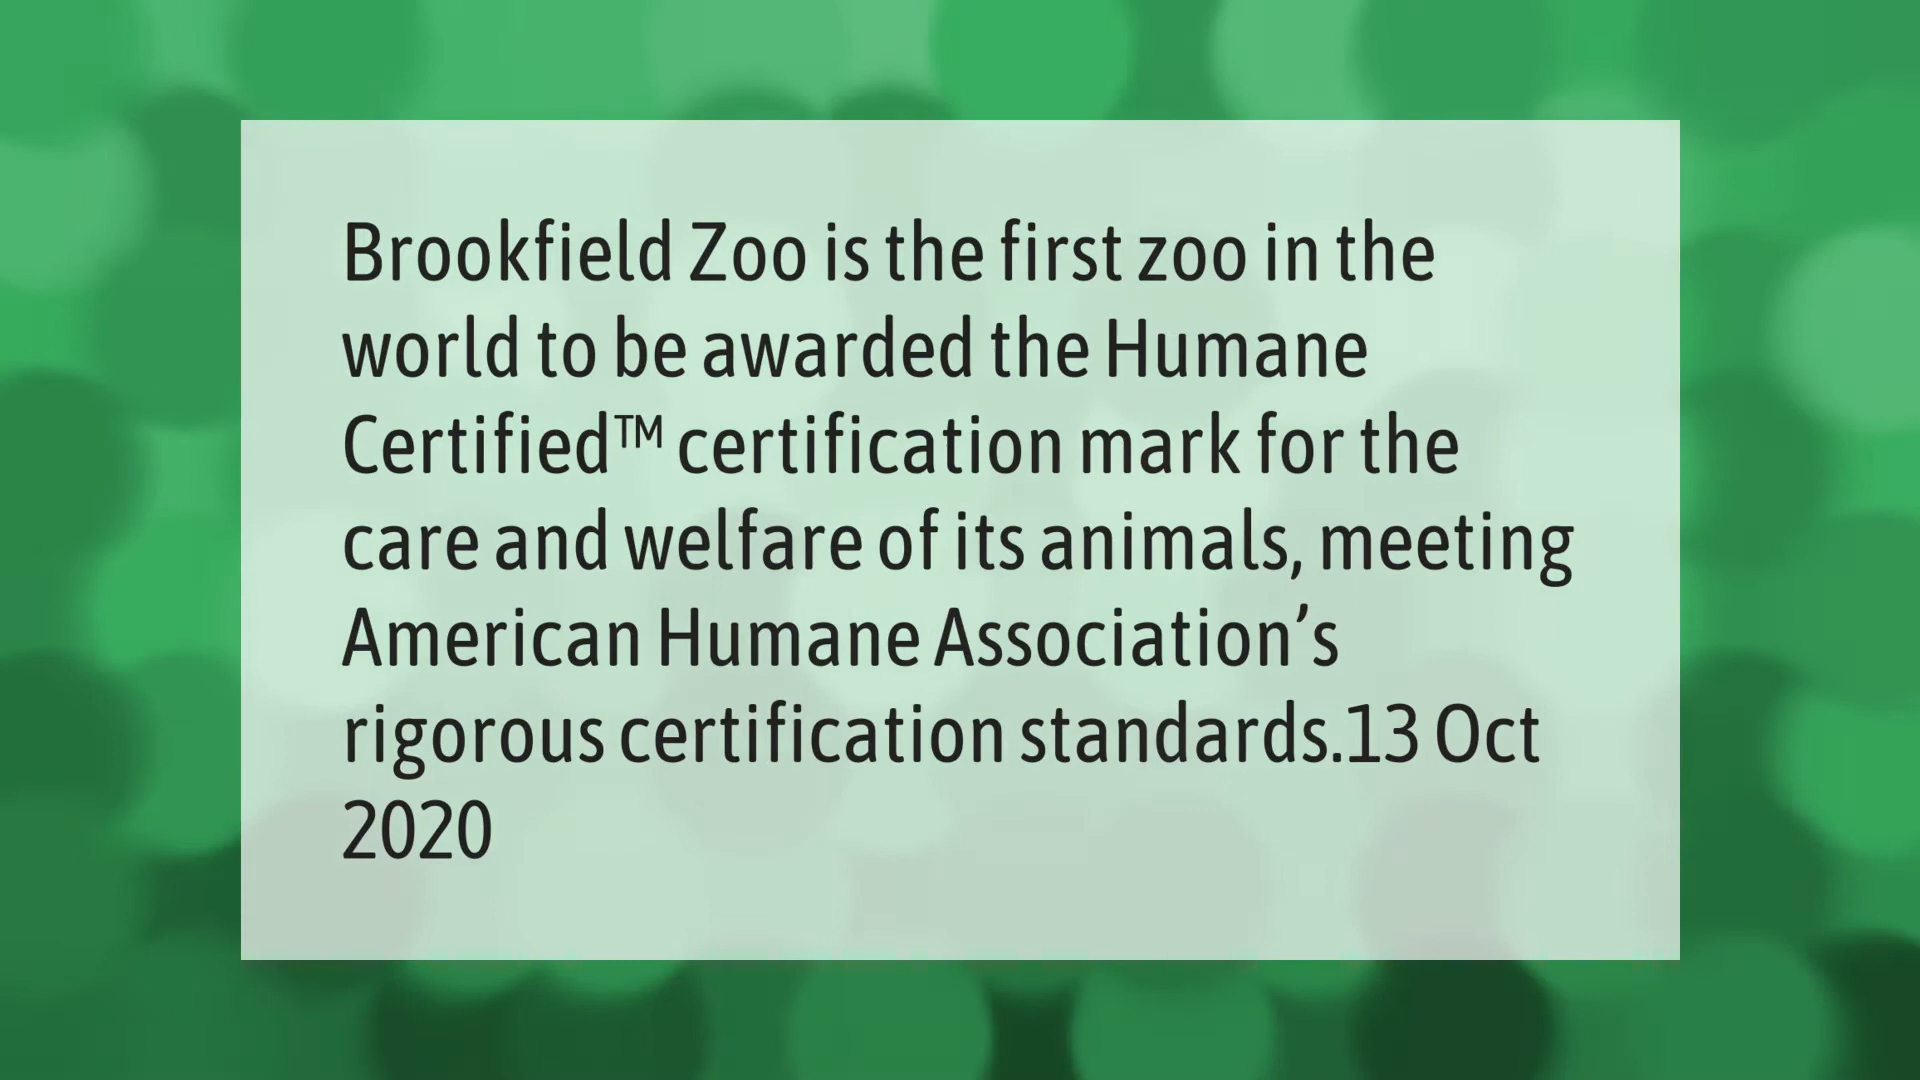 Brookfield Zoo is the first zoo in the
world to be awarded the Humane
Certified™ certification mark for the
care and welfare of its animals, meeting
American Humane Association’s
rigorous certification standards.13 Oct
2020